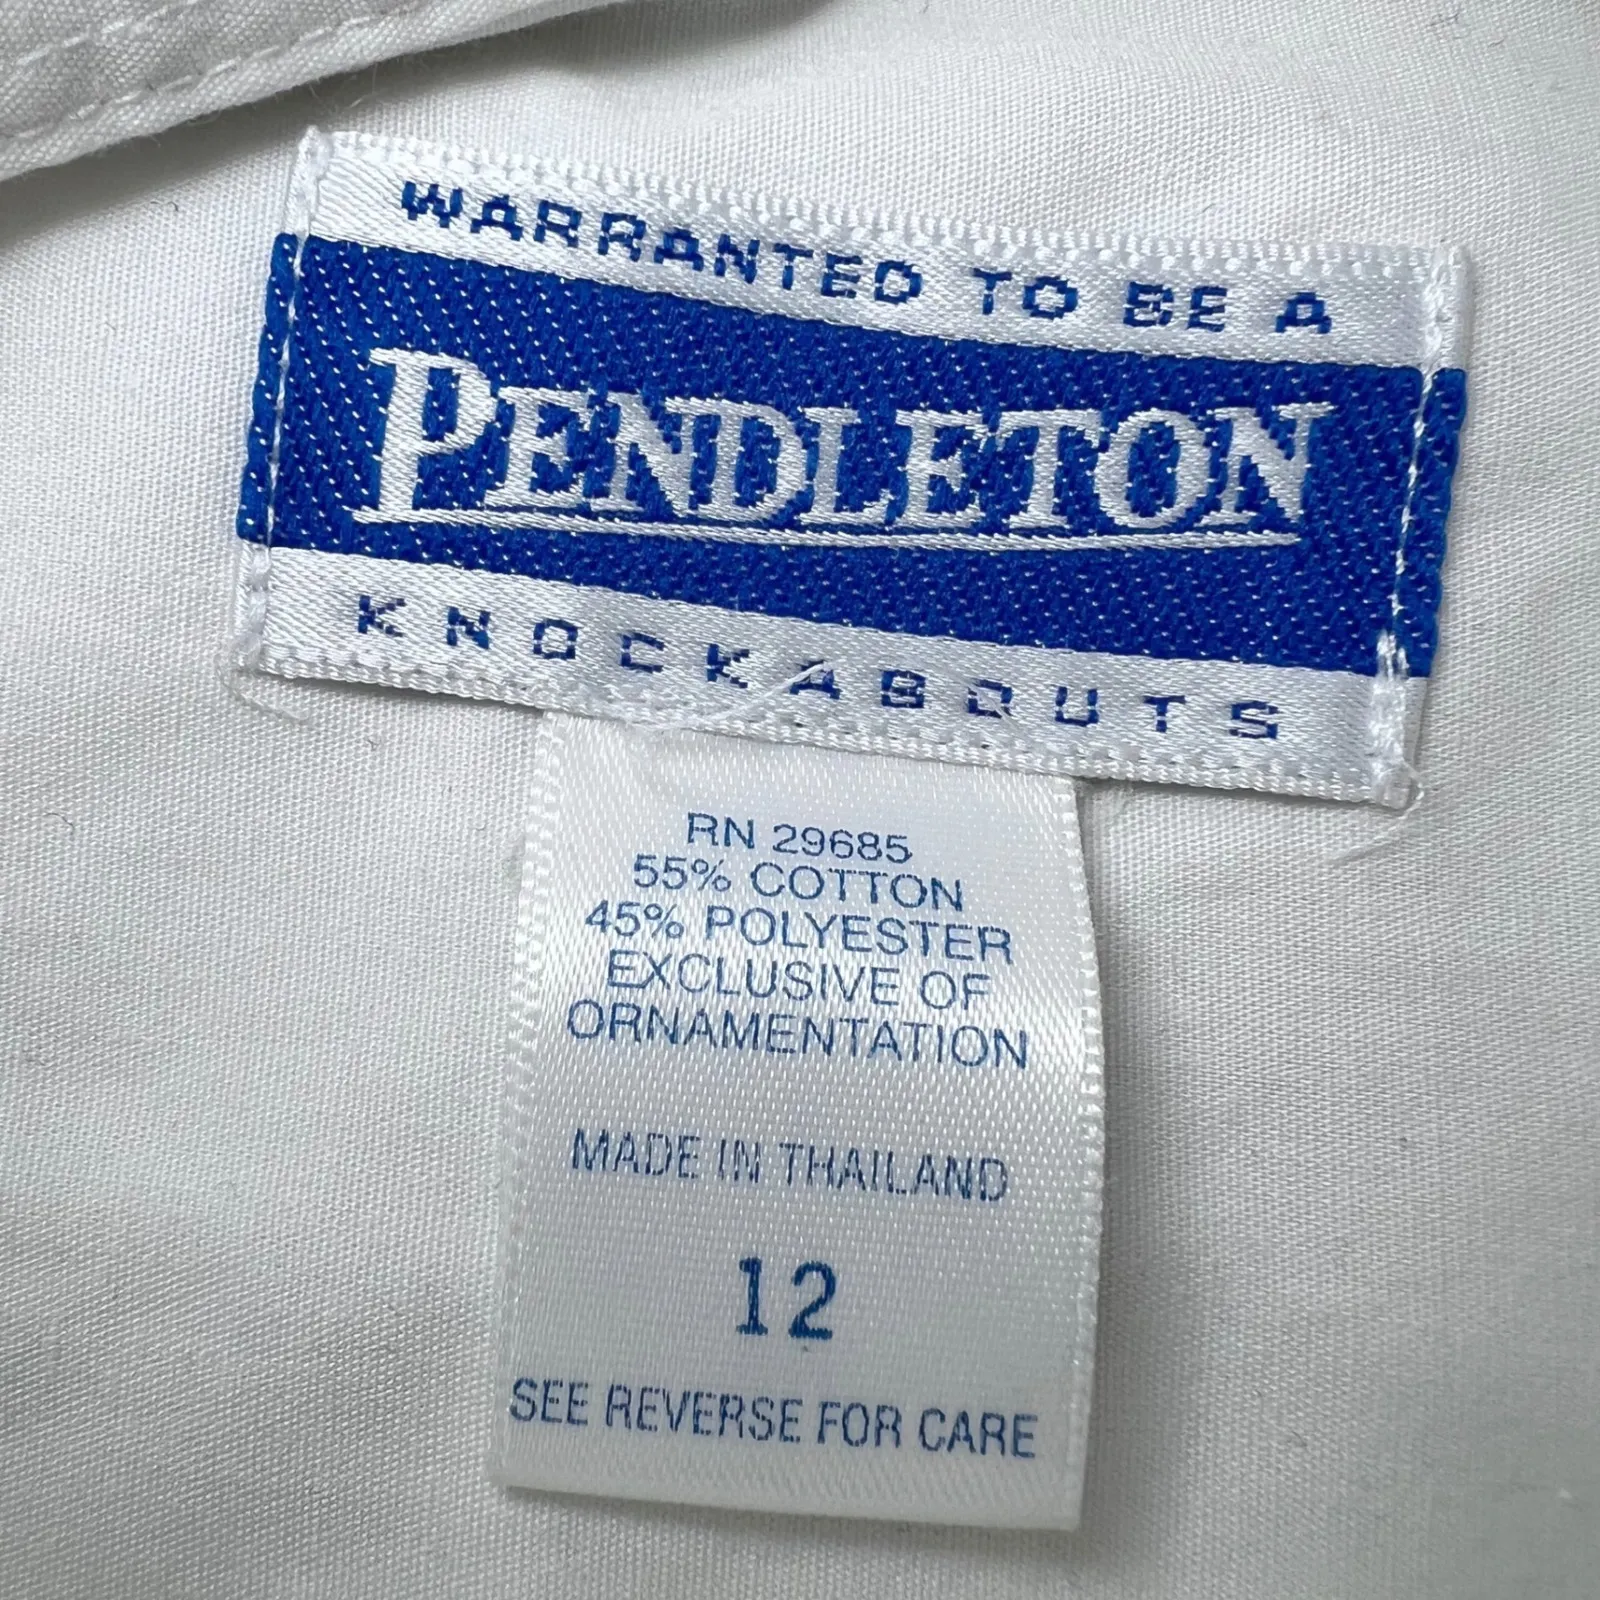 WARRANTED TO BE A
PENDLETON
KNOCKABOUTS
RN 29685
55% COTTON
45% POLYESTER
EXCLUSIVE OF
ORNAMENTATION
MADE IN THAILAND
12
SEE REVERSE FOR CARE